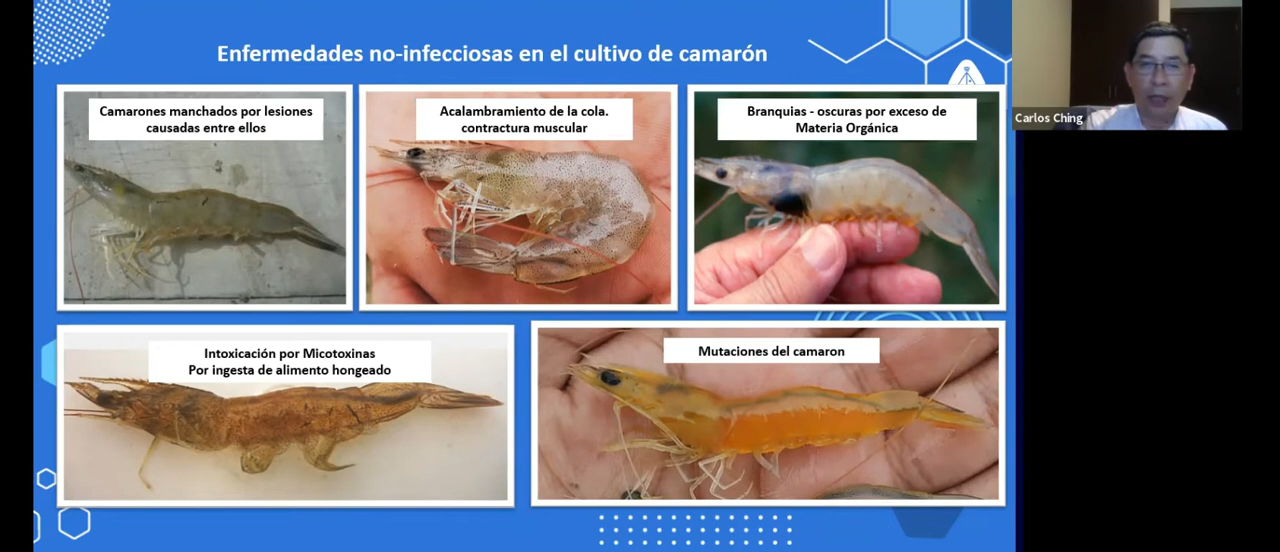 Enfermedades no-infecciosas en el cultivo de camarón
Camarones manchados por lesiones
causadas entre ellos
Acalambramiento de la cola.
contractura muscular
Branquias - oscuras por exceso de
Materia Orgánica
Carlos Ching
Intoxicación por Micotoxinas
Por ingesta de alimento hongeado
Mutaciones del camaron